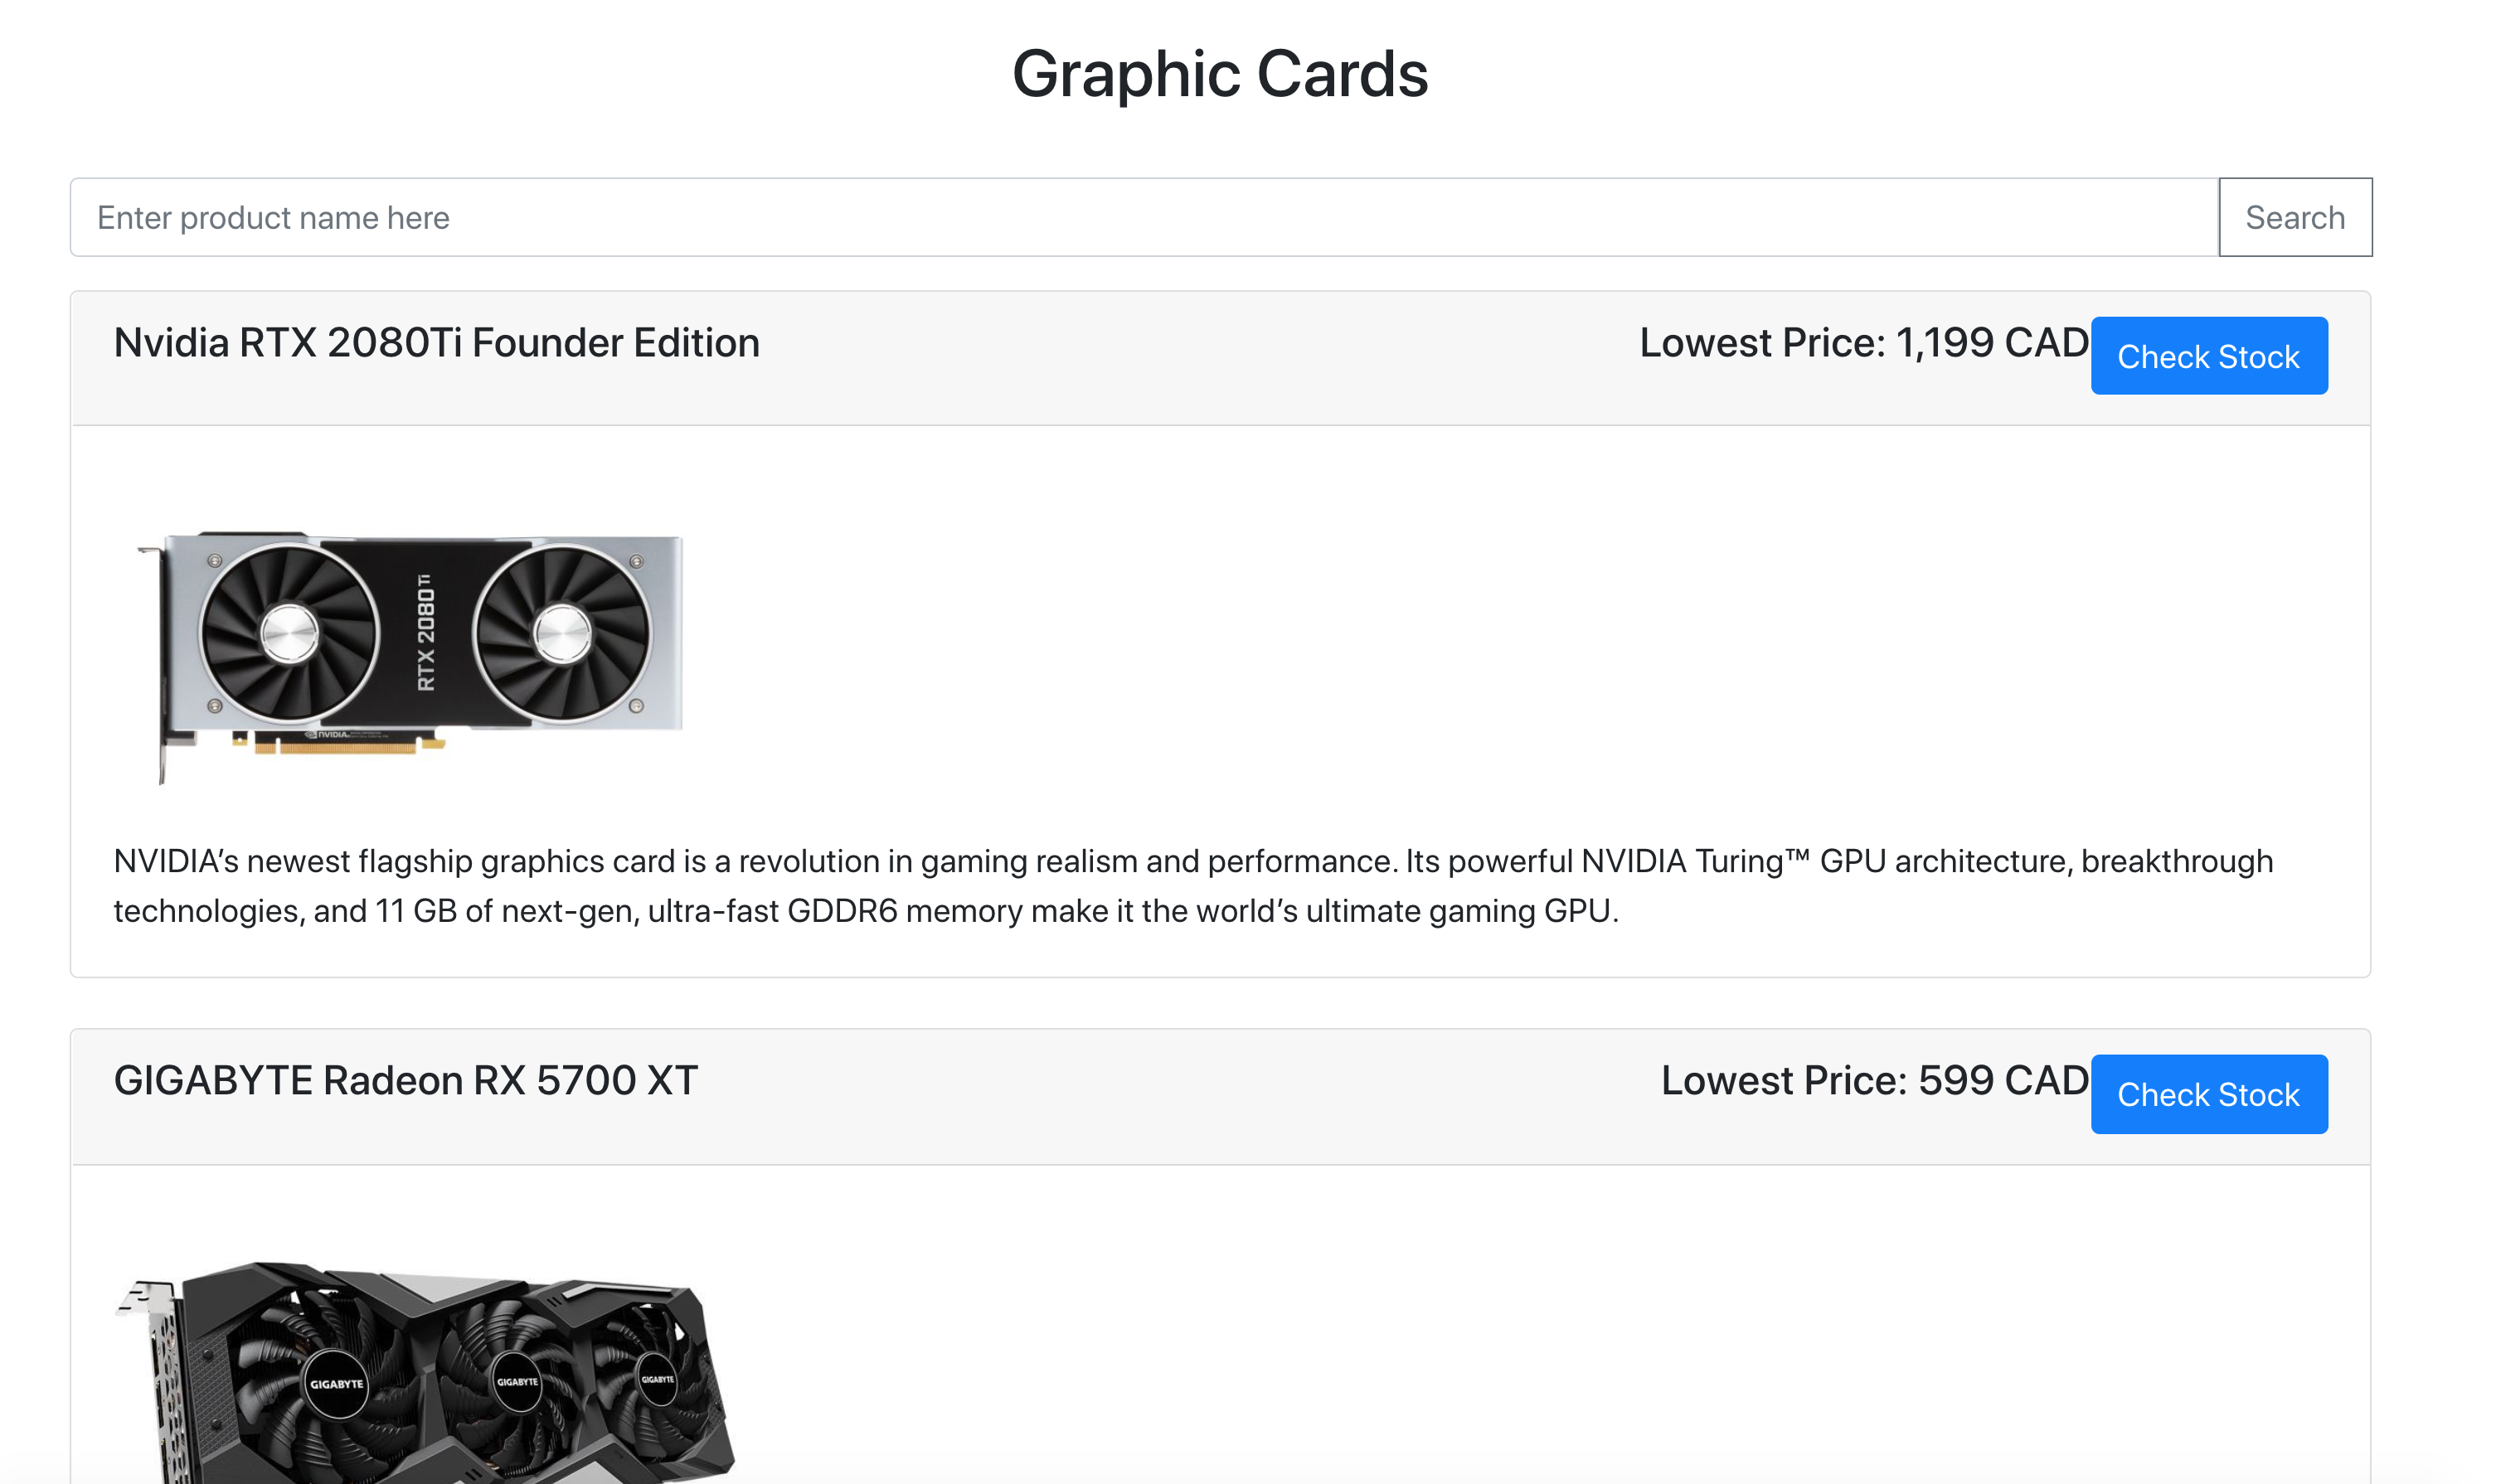 Graphic Cards
Enter product name here
Search
Nvidia RTX 2080Ti Founder Edition
Lowest Price: 1,199 CAD
Check Stock
RTX 2080Ti
NVIDIA.
NVIDIA’s newest flagship graphics card is a revolution in gaming realism and performance. Its powerful NVIDIA Turing™ GPU architecture, breakthrough
technologies, and 11 GB of next-gen, ultra-fast GDDR6 memory make it the world’s ultimate gaming GPU.
GIGABYTE Radeon RX 5700 XT
Lowest Price: 599 CAD
Check Stock
GIGABYTE
GIGABYTE
GIGABYTE